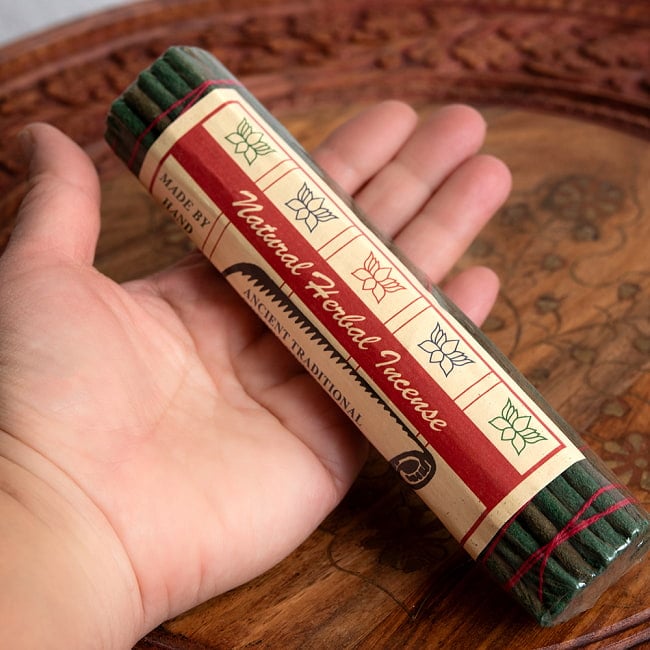 MADE BY
HAND
Natural Herbal Incense
ANCIENT TRADITIONAL